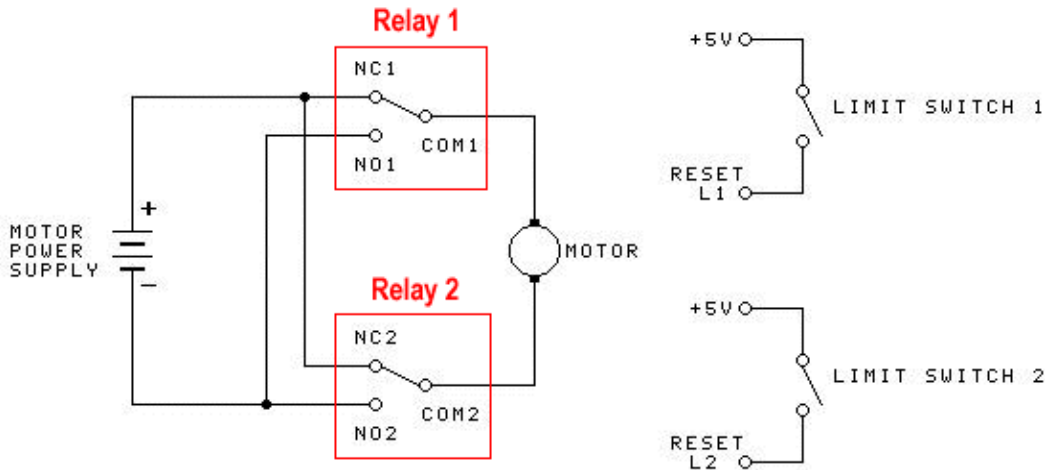 Relay 1
NC1
COM1
NO1
+
MOTOR
POWER
SUPPLY
−
MOTOR
Relay 2
NC2
COM2
NO2
+5V
LIMIT SWITCH 1
RESET
L1
+5V
LIMIT SWITCH 2
RESET
L2